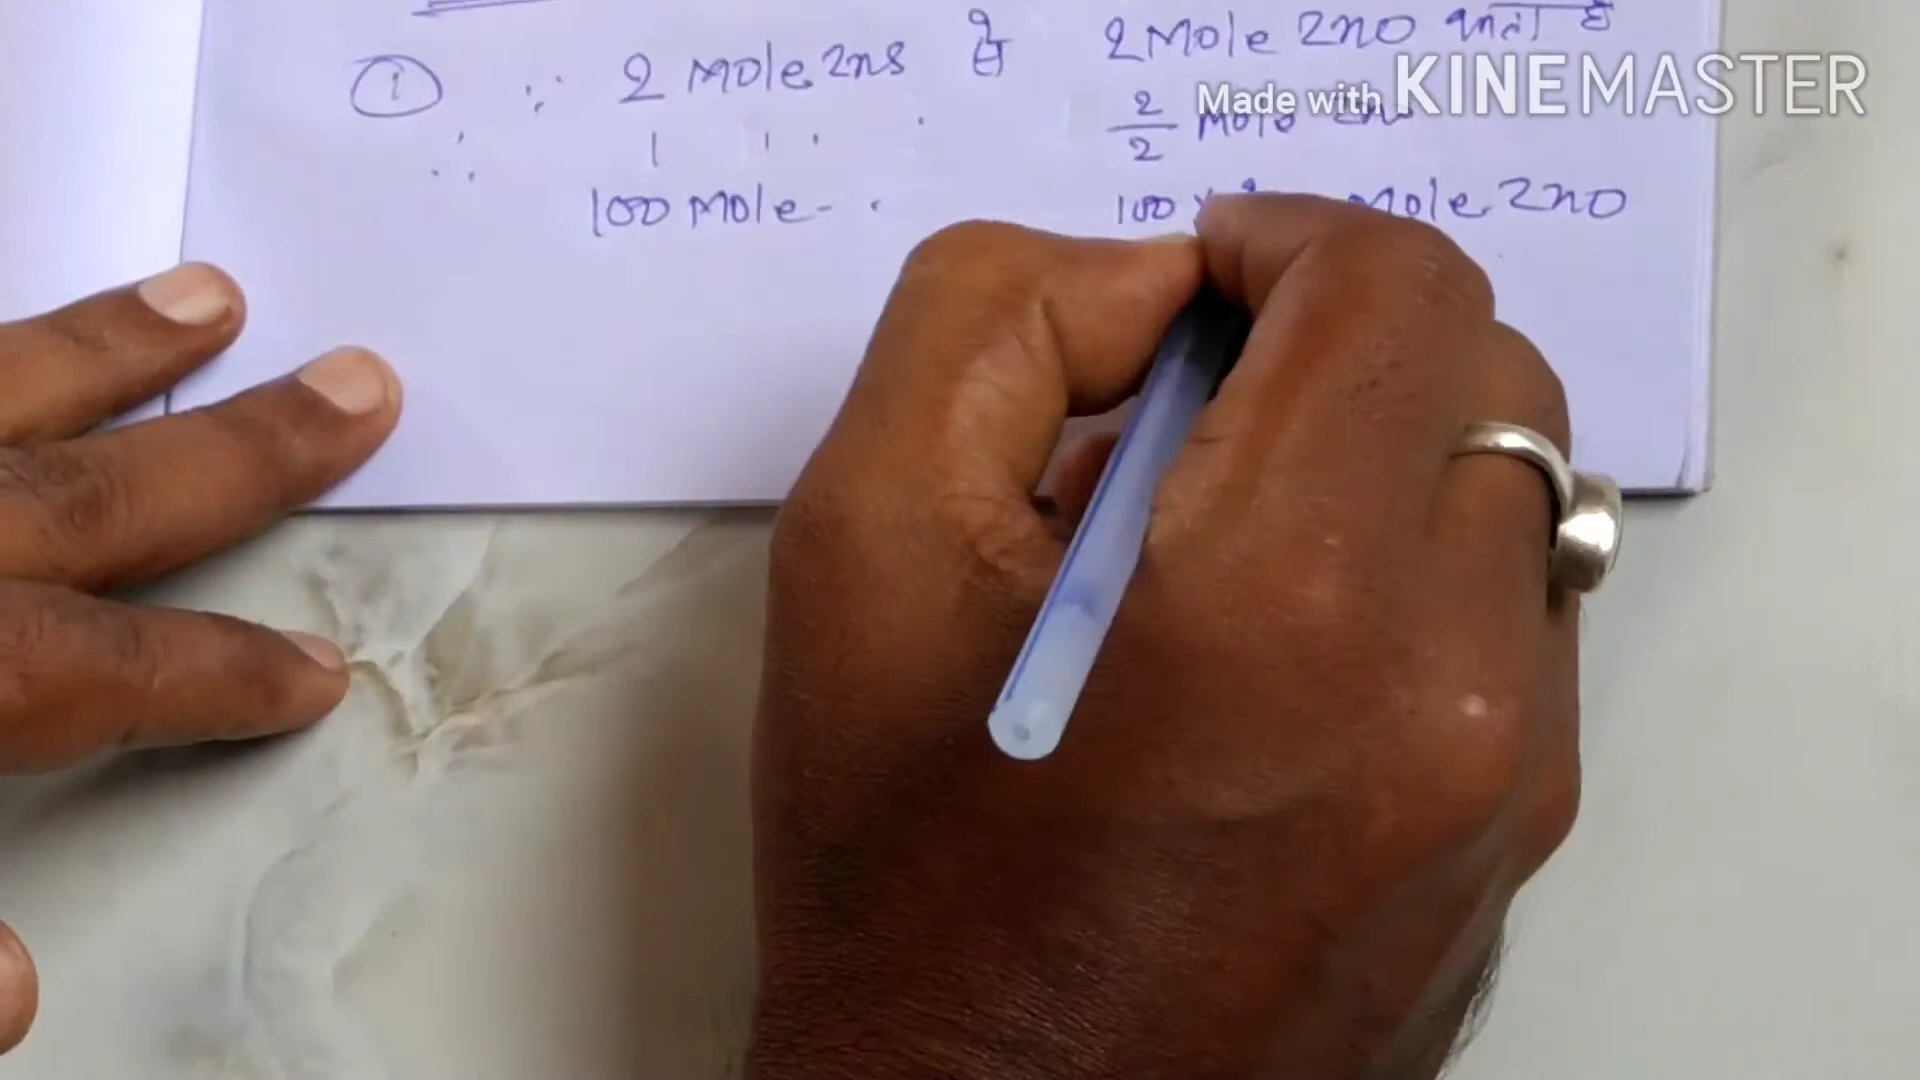 ① ∵ 2 Mole ZnS से 2 Mole ZnO बनता है
∴ 1 " " 2/2 Mole ZnO
100 Mole - " 100 x Mole ZnO
Made with KINEMASTER